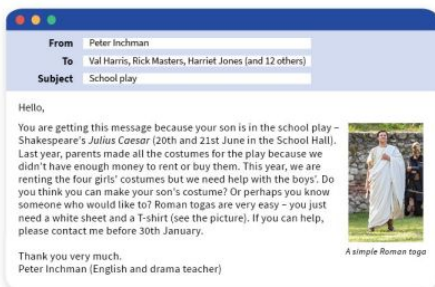 From Peter Inchman
To Val Harris, Rick Masters, Harriet Jones (and 12 others)
Subject School play
Hello,
You are getting this message because your son is in the school play –
Shakespeare's Julius Caesar (20th and 21st June in the School Hall).
Last year, parents made all the costumes for the play because we
didn't have enough money to rent or buy them. This year, we are
renting the four girls' costumes but we need help with the boys'. Do
you think you can make your son's costume? Or perhaps you know
someone who would like to? Roman togas are very easy – you just
need a white sheet and a T-shirt (see the picture). If you can help,
please contact me before 30th January.
A simple Roman toga
Thank you very much.
Peter Inchman (English and drama teacher)